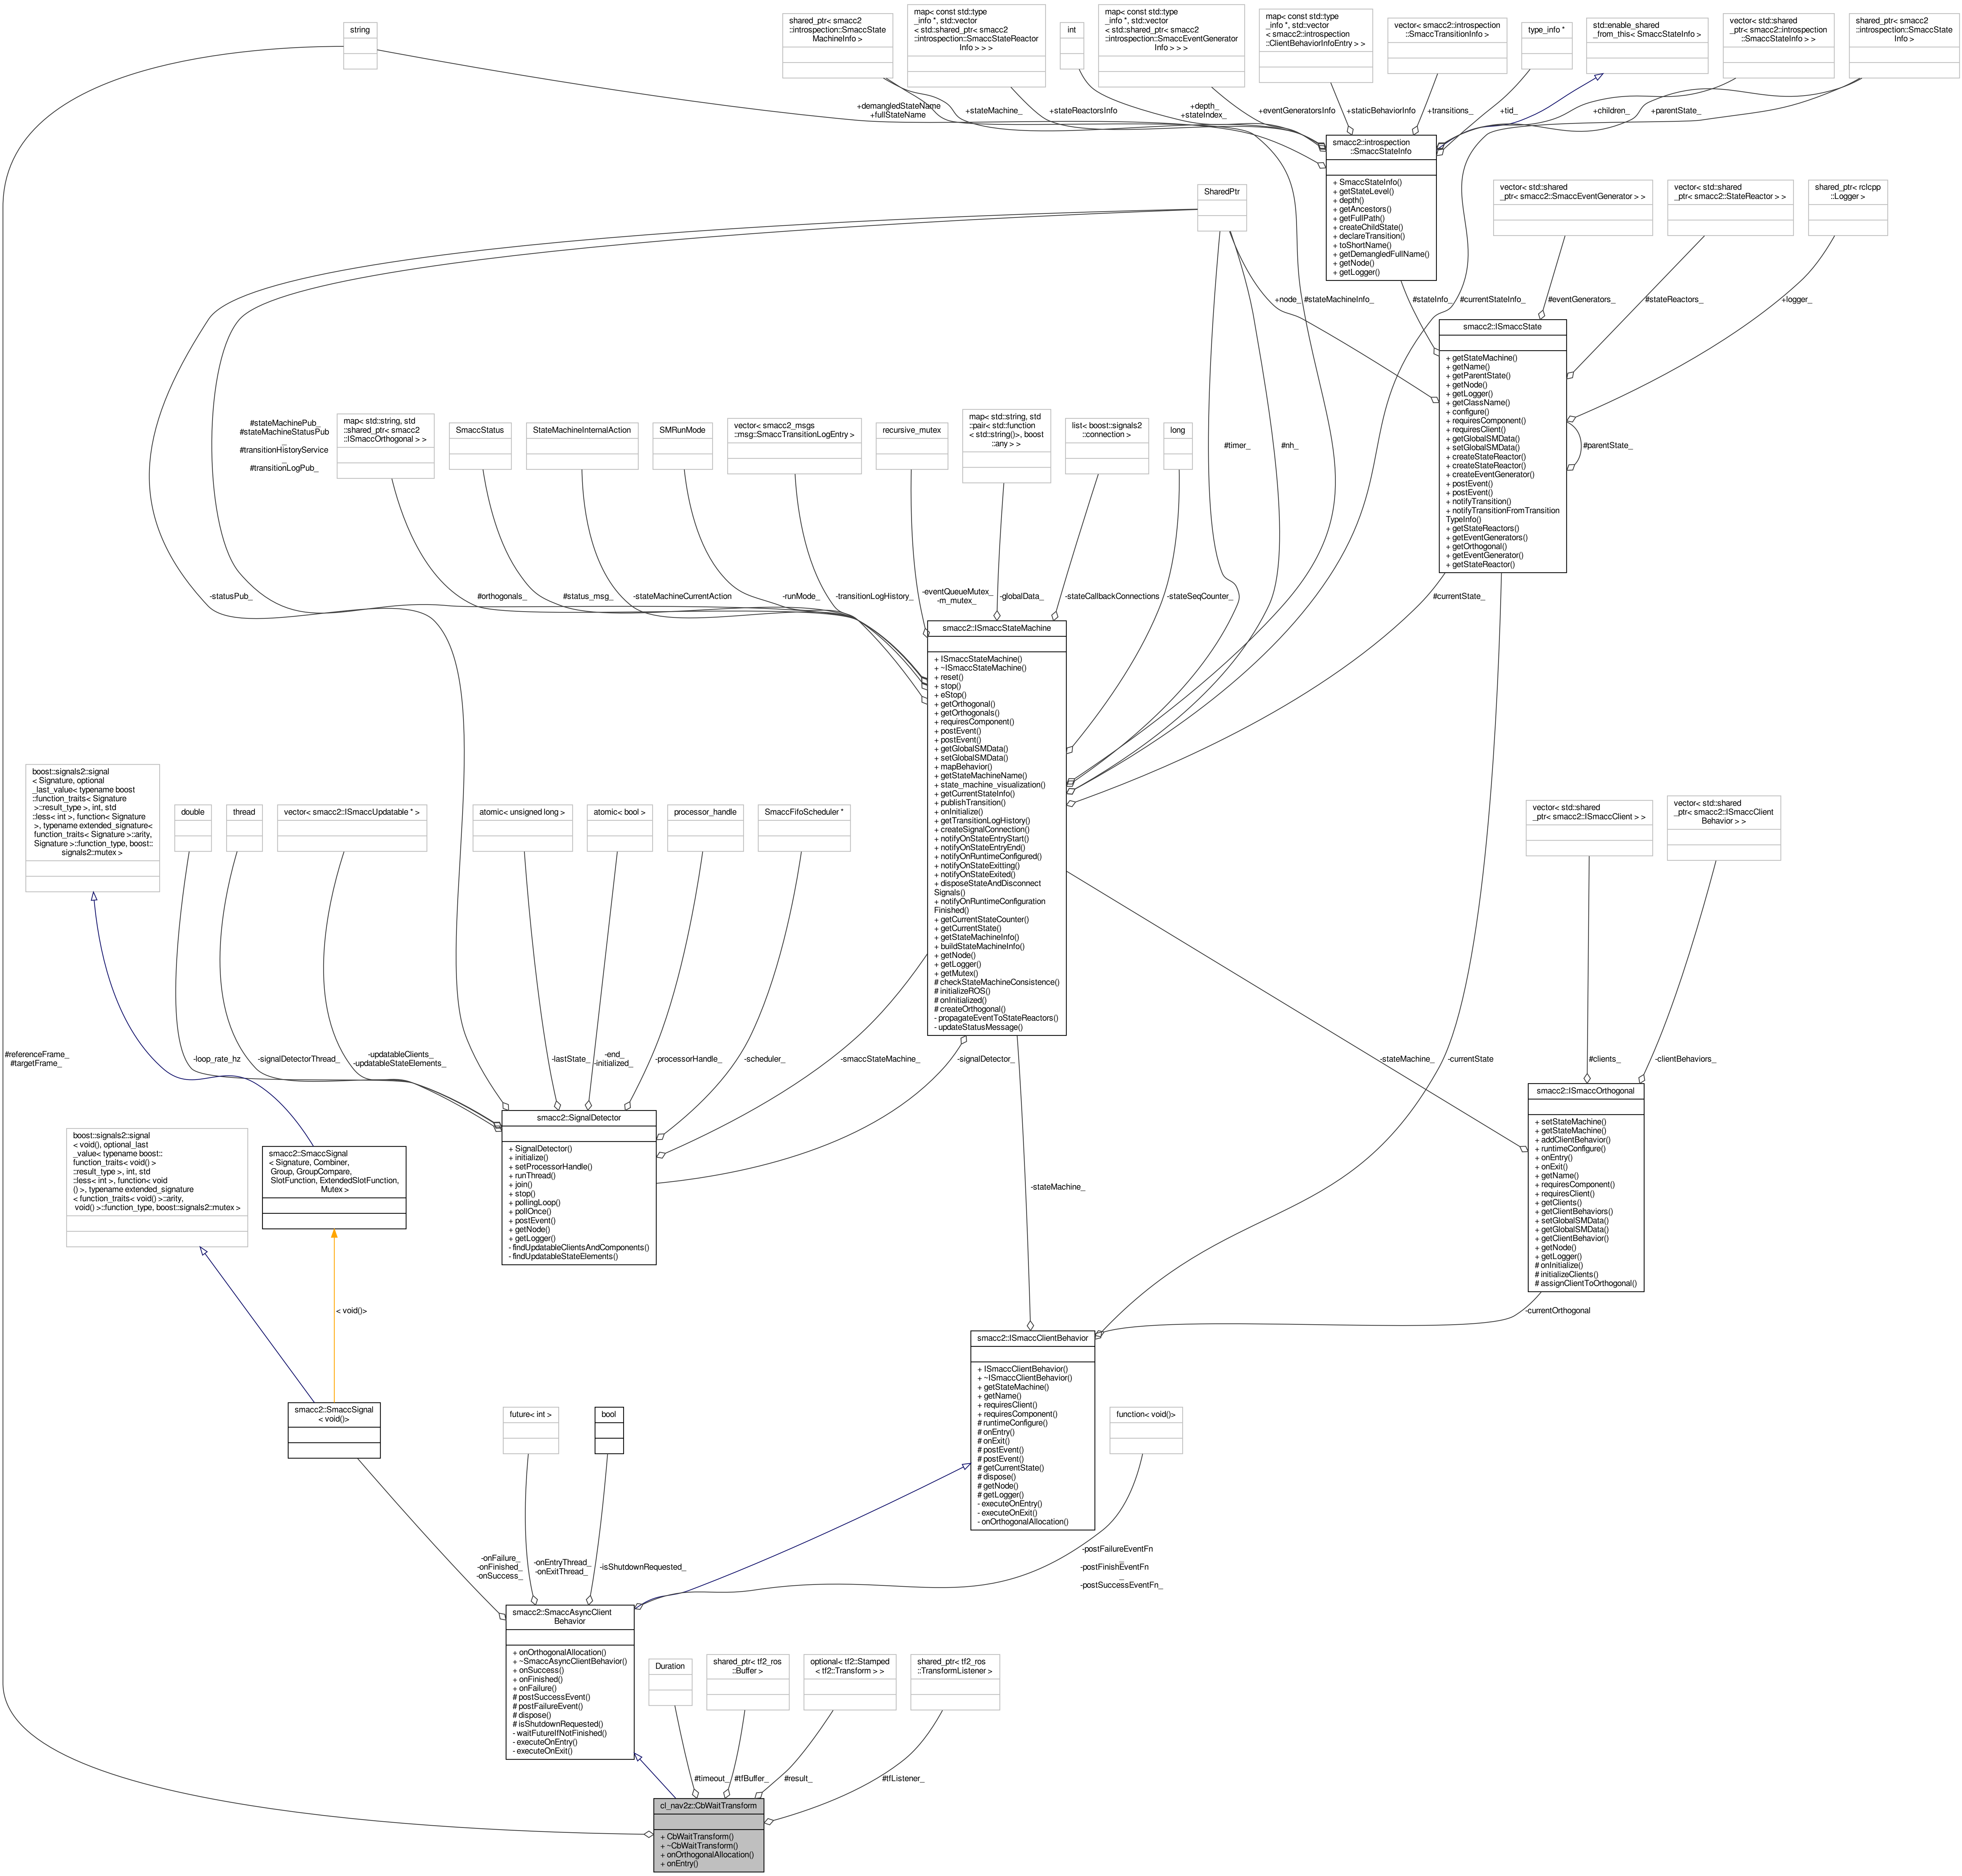 string
shared_ptr< smacc2
::introspection::SmaccState
MachineInfo >
map< const std::type
_info *, std::vector
< std::shared_ptr< smacc2
::introspection::SmaccStateReactor
Info > > >
int
map< const std::type
_info *, std::vector
< std::shared_ptr< smacc2
::introspection::SmaccEventGenerator
Info > > >
map< const std::type
_info *, std::vector
< smacc2::introspection
::ClientBehaviorInfoEntry > >
vector< smacc2::introspection
::SmaccTransitionInfo >
type_info *
std::enable_shared
_from_this< SmaccStateInfo >
vector< std::shared
_ptr< smacc2::introspection
::SmaccStateInfo > >
shared_ptr< smacc2
::introspection::SmaccState
Info >
+demangledStateName
+fullStateName
+stateMachine_
+stateReactorsInfo
+depth_
+stateIndex_
+eventGeneratorsInfo
+staticBehaviorInfo
+transitions_
+tid_
+children_
+parentState_
smacc2::introspection
::SmaccStateInfo
+ SmaccStateInfo()
+ getStateLevel()
+ depth()
+ getAncestors()
+ getFullPath()
+ createChildState()
+ declareTransition()
+ toShortName()
+ getDemangledFullName()
+ getNode()
+ getLogger()
SharedPtr
vector< std::shared
_ptr< smacc2::SmaccEventGenerator > >
vector< std::shared
_ptr< smacc2::StateReactor > >
shared_ptr< rclcpp
::Logger >
+node_
#stateMachineInfo_
#stateInfo_
#currentStateInfo_
#eventGenerators_
#stateReactors_
+logger_
smacc2::ISmaccState
+ getStateMachine()
+ getName()
+ getParentState()
+ getNode()
+ getLogger()
+ getClassName()
+ configure()
+ requiresComponent()
+ requiresClient()
+ getGlobalSMData()
+ setGlobalSMData()
+ createStateReactor()
+ createStateReactor()
+ createEventGenerator()
+ postEvent()
+ postEvent()
+ notifyTransition()
+ notifyTransitionFromTransition
TypeInfo()
+ getStateReactors()
+ getEventGenerators()
+ getOrthogonal()
+ getEventGenerator()
+ getStateReactor()
#parentState_
#stateMachinePub_
#stateMachineStatusPub
_
#transitionHistoryService
_
#transitionLogPub_
map< std::string, std
::shared_ptr< smacc2
::ISmaccOrthogonal > >
SmaccStatus
StateMachineInternalAction
SMRunMode
vector< smacc2_msgs
::msg::SmaccTransitionLogEntry >
recursive_mutex
map< std::string, std
::pair< std::function
< std::string()>, boost
::any > >
list< boost::signals2
::connection >
long
#timer_
#nh_
-statusPub_
#orthogonals_
#status_msg_
-stateMachineCurrentAction
-runMode_
-transitionLogHistory_
-eventQueueMutex_
-m_mutex_
-globalData_
-stateCallbackConnections
-stateSeqCounter_
#currentState_
smacc2::ISmaccStateMachine
+ ISmaccStateMachine()
+ ~ISmaccStateMachine()
+ reset()
+ stop()
+ eStop()
+ getOrthogonal()
+ getOrthogonals()
+ requiresComponent()
+ postEvent()
+ postEvent()
+ getGlobalSMData()
+ setGlobalSMData()
+ mapBehavior()
+ getStateMachineName()
+ state_machine_visualization()
+ getCurrentStateInfo()
+ publishTransition()
+ onInitialize()
+ getTransitionLogHistory()
+ createSignalConnection()
+ notifyOnStateEntryStart()
+ notifyOnStateEntryEnd()
+ notifyOnRuntimeConfigured()
+ notifyOnStateExitting()
+ notifyOnStateExited()
+ disposeStateAndDisconnect
Signals()
+ notifyOnRuntimeConfiguration
Finished()
+ getCurrentStateCounter()
+ getCurrentState()
+ getStateMachineInfo()
+ buildStateMachineInfo()
+ getNode()
+ getLogger()
+ getMutex()
# checkStateMachineConsistence()
# initializeROS()
# onInitialized()
# createOrthogonal()
- propagateEventToStateReactors()
- updateStatusMessage()
boost::signals2::signal
< Signature, optional
_last_value< typename boost
::function_traits< Signature
>::result_type >, int, std
::less< int >, function< Signature
>, typename extended_signature<
function_traits< Signature >::arity,
Signature >::function_type, boost::
signals2::mutex >
double
thread
vector< smacc2::ISmaccUpdatable * >
atomic< unsigned long >
atomic< bool >
processor_handle
SmaccFifoScheduler *
vector< std::shared
_ptr< smacc2::ISmaccClient > >
vector< std::shared
_ptr< smacc2::ISmaccClient
Behavior > >
#referenceFrame_
#targetFrame_
-loop_rate_hz
-signalDetectorThread_
-updatableClients_
-updatableStateElements_
-lastState_
-end_
-initialized_
-processorHandle_
-scheduler_
-smaccStateMachine_
-signalDetector_
-stateMachine_
-currentState
#clients_
-clientBehaviors_
smacc2::SignalDetector
+ SignalDetector()
+ initialize()
+ setProcessorHandle()
+ runThread()
+ join()
+ stop()
+ pollingLoop()
+ pollOnce()
+ postEvent()
+ getNode()
+ getLogger()
- findUpdatableClientsAndComponents()
- findUpdatableStateElements()
smacc2::ISmaccOrthogonal
+ setStateMachine()
+ getStateMachine()
+ addClientBehavior()
+ runtimeConfigure()
+ onEntry()
+ onExit()
+ getName()
+ requiresComponent()
+ requiresClient()
+ getClients()
+ getClientBehaviors()
+ setGlobalSMData()
+ getGlobalSMData()
+ getClientBehavior()
+ getNode()
+ getLogger()
# onInitialize()
# initializeClients()
# assignClientToOrthogonal()
boost::signals2::signal
< void(), optional_last
_value< typename boost::
function_traits< void() >
::result_type >, int, std
::less< int >, function< void
() >, typename extended_signature
< function_traits< void() >::arity,
void() >::function_type, boost::signals2::mutex >
smacc2::SmaccSignal
< Signature, Combiner,
Group, GroupCompare,
SlotFunction, ExtendedSlotFunction,
Mutex >
-stateMachine_
< void()>
-currentOrthogonal
smacc2::ISmaccClientBehavior
+ ISmaccClientBehavior()
+ ~ISmaccClientBehavior()
+ getStateMachine()
+ getName()
+ requiresClient()
+ requiresComponent()
# runtimeConfigure()
# onEntry()
# onExit()
# postEvent()
# postEvent()
# getCurrentState()
# dispose()
# getNode()
# getLogger()
- executeOnEntry()
- executeOnExit()
- onOrthogonalAllocation()
smacc2::SmaccSignal
< void()>
future< int >
bool
function< void()>
-onFailure_
-onFinished_
-onSuccess_
-onEntryThread_
-onExitThread_
-isShutdownRequested_
-postFailureEventFn
_
-postFinishEventFn
_
-postSuccessEventFn_
smacc2::SmaccAsyncClient
Behavior
+ onOrthogonalAllocation()
+ ~SmaccAsyncClientBehavior()
+ onSuccess()
+ onFinished()
+ onFailure()
# postSuccessEvent()
# postFailureEvent()
# dispose()
# isShutdownRequested()
- waitFutureIfNotFinished()
- executeOnEntry()
- executeOnExit()
Duration
shared_ptr< tf2_ros
::Buffer >
optional< tf2::Stamped
< tf2::Transform > >
shared_ptr< tf2_ros
::TransformListener >
#timeout_
#tfBuffer_
#result_
#tfListener_
cl_nav2z::CbWaitTransform
+ CbWaitTransform()
+ ~CbWaitTransform()
+ onOrthogonalAllocation()
+ onEntry()